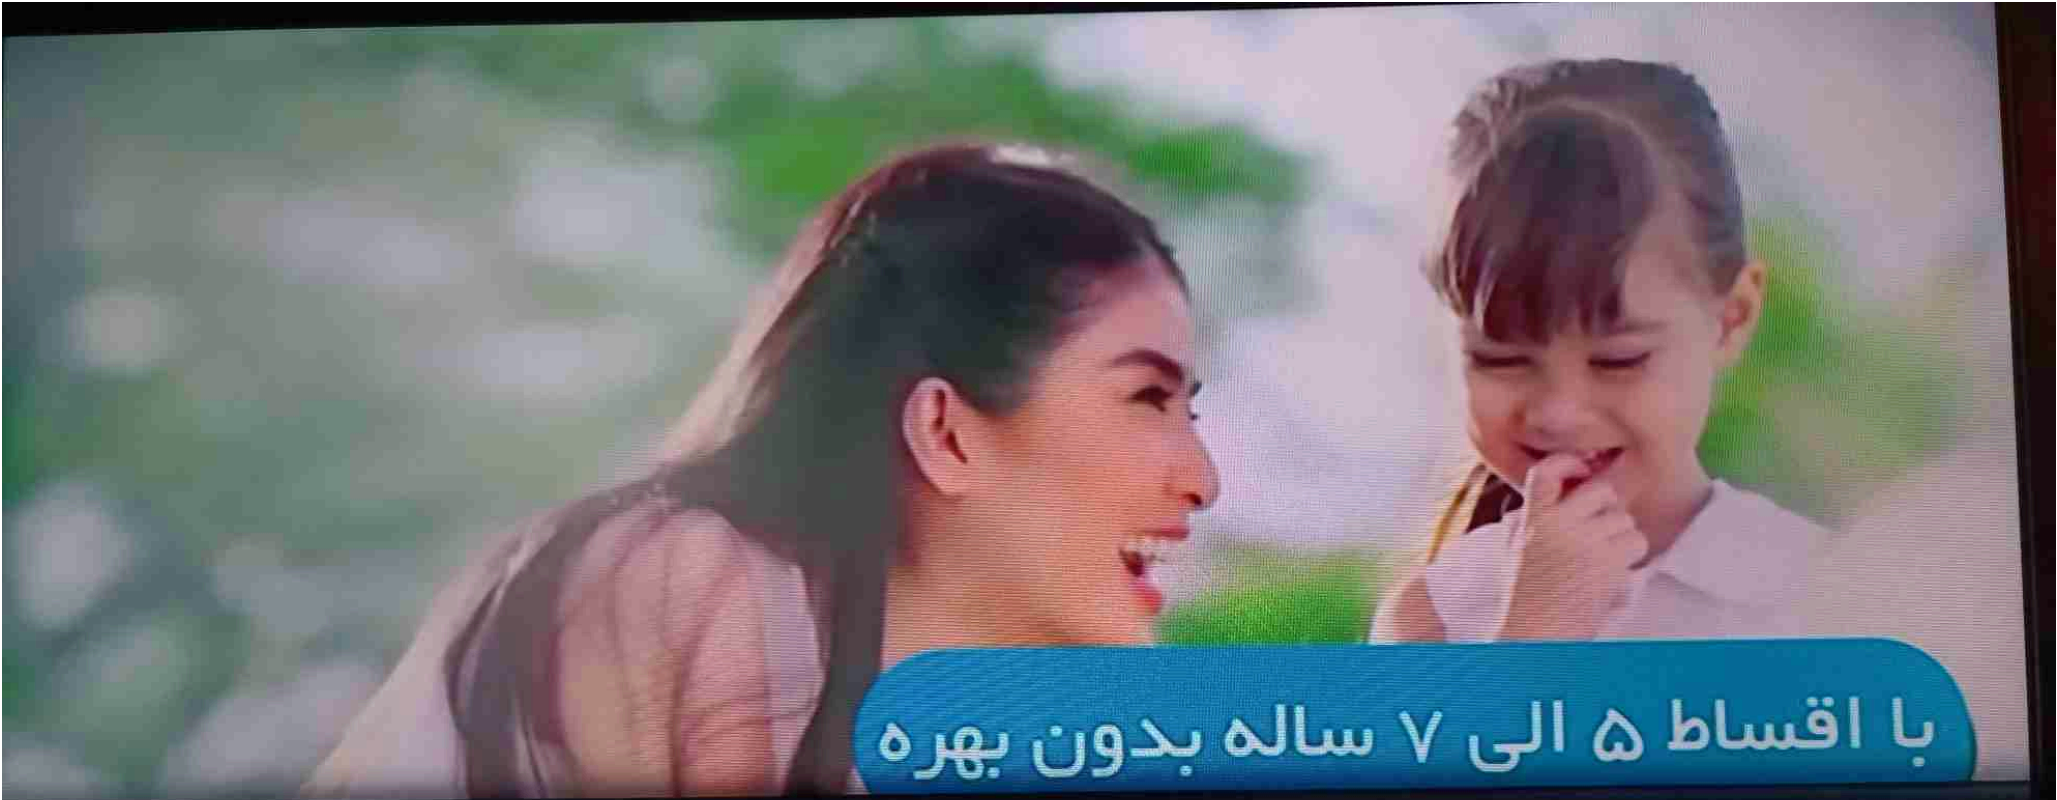 با اقساط ۵ الی ۷ ساله بدون بهره